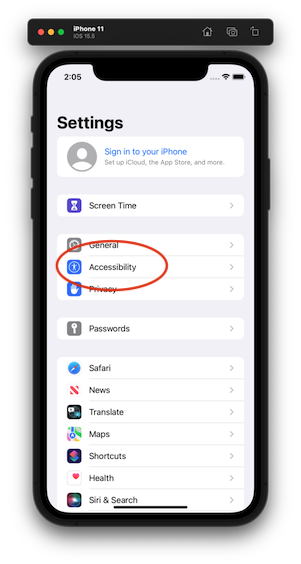 iPhone 11
iOS 15.5
2:05
Settings
Sign in to your iPhone
Set up iCloud, the App Store, and more.
Screen Time
General
Accessibility
Privacy
Passwords
Safari
News
Translate
Maps
Shortcuts
Health
Siri & Search